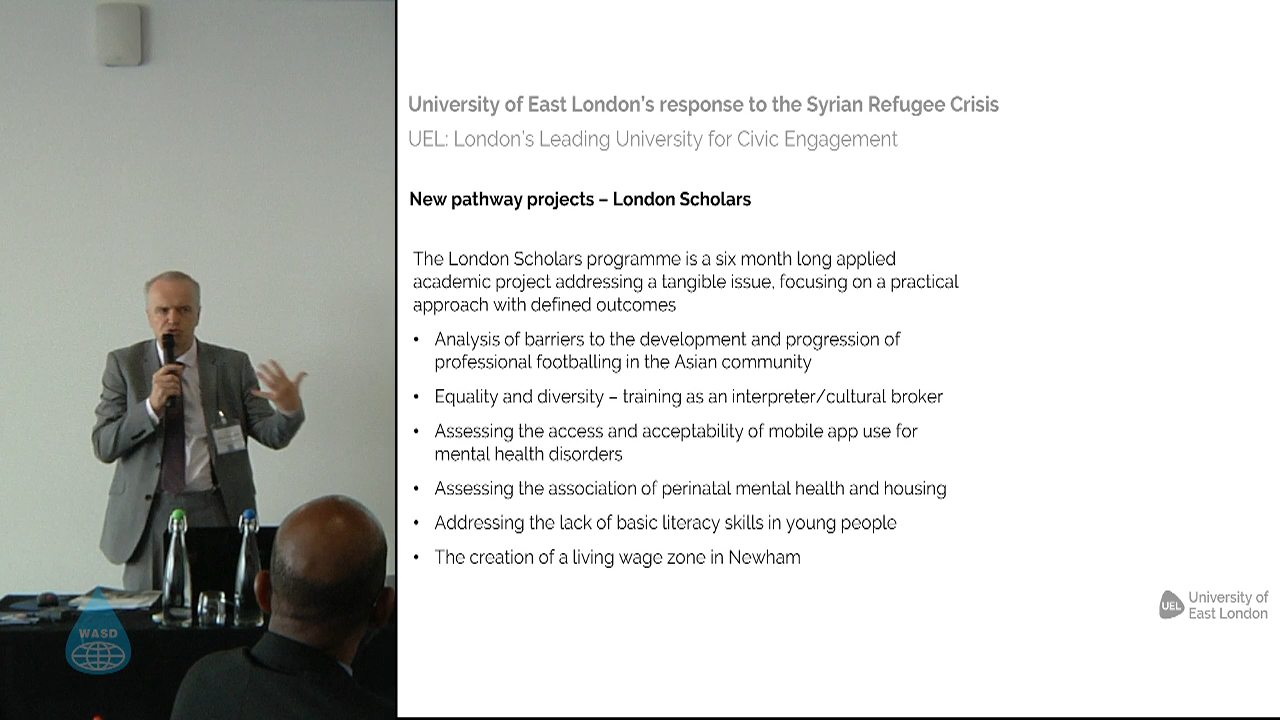 University of East London's response to the Syrian Refugee Crisis
UEL: London's Leading University for Civic Engagement
New pathway projects – London Scholars
The London Scholars programme is a six month long applied
academic project addressing a tangible issue, focusing on a practical
approach with defined outcomes
• Analysis of barriers to the development and progression of
professional footballing in the Asian community
• Equality and diversity – training as an interpreter/cultural broker
• Assessing the access and acceptability of mobile app use for
mental health disorders
• Assessing the association of perinatal mental health and housing
• Addressing the lack of basic literacy skills in young people
• The creation of a living wage zone in Newham
UEL
University of
East London
WASD